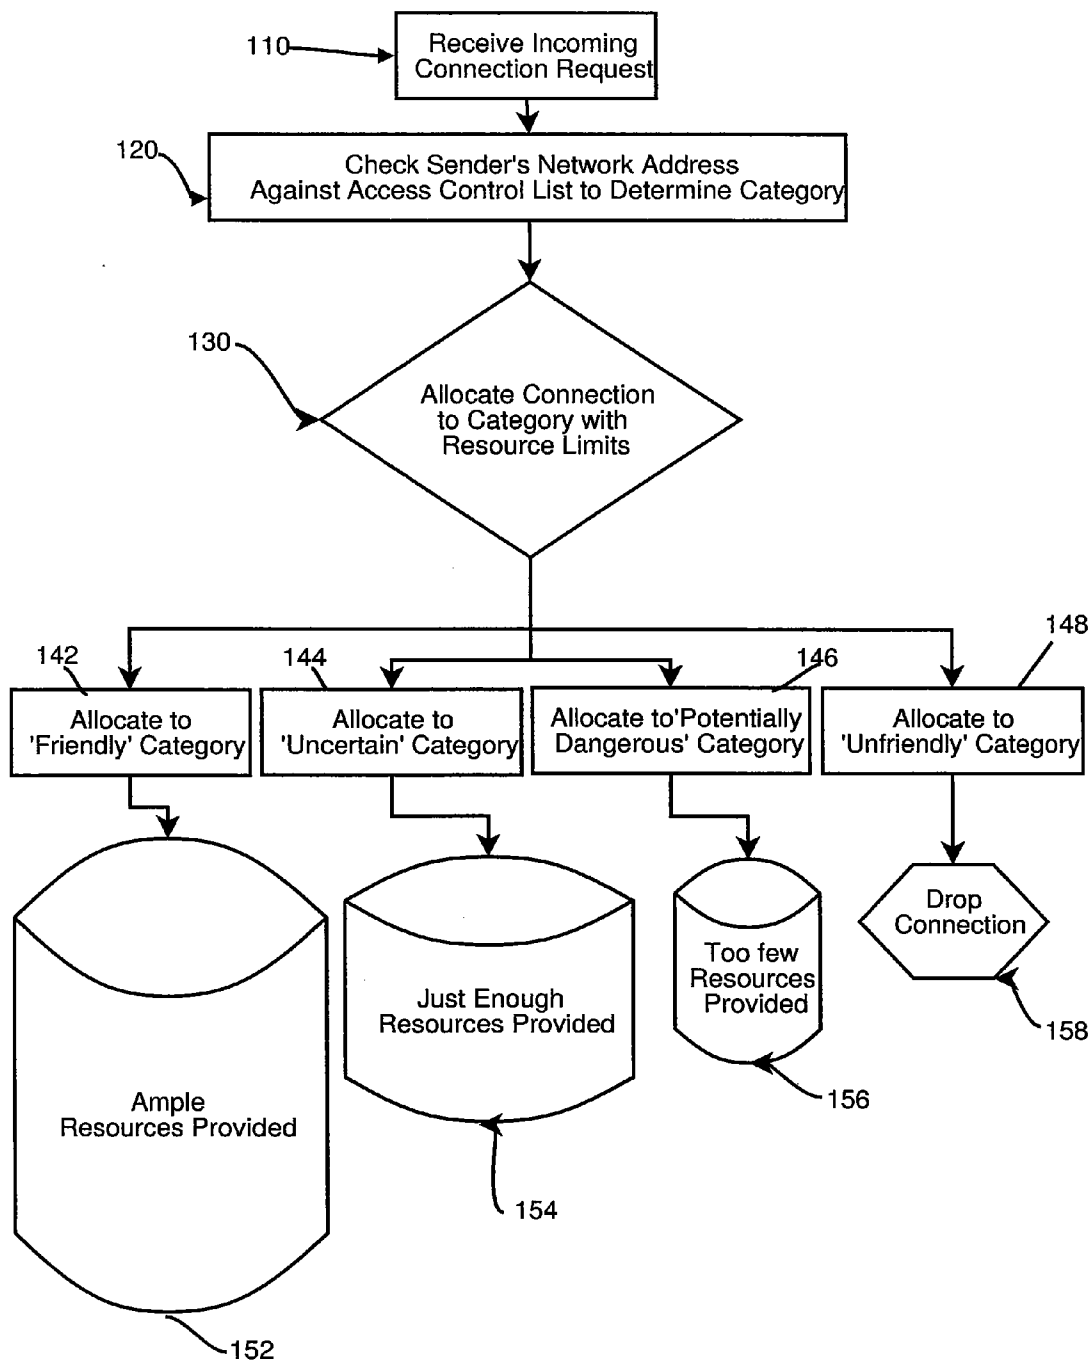 110
Receive Incoming
Connection Request
120
Check Sender's Network Address
Against Access Control List to Determine Category
130
Allocate Connection
to Category with
Resource Limits
142
144
146
148
Allocate to
'Friendly' Category
Allocate to
'Uncertain' Category
Allocate to'Potentially
Dangerous' Category
Allocate to
'Unfriendly' Category
Ample
Resources Provided
Just Enough
Resources Provided
Too few
Resources
Provided
Drop
Connection
158
156
154
152